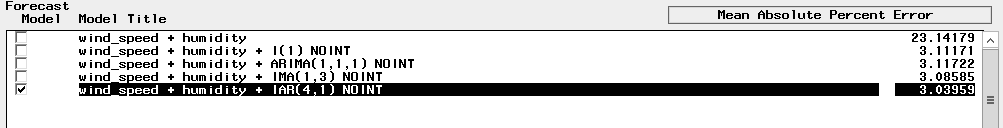 Forecast
Model Model Title Mean Absolute Percent Error
wind_speed + humidity 23.14179
wind_speed + humidity + I(1) NOINT 3.11171
wind_speed + humidity + ARIMA(1,1,1) NOINT 3.11722
wind_speed + humidity + IMA(1,3) NOINT 3.08585
wind_speed + humidity + IAR(4,1) NOINT 3.03959